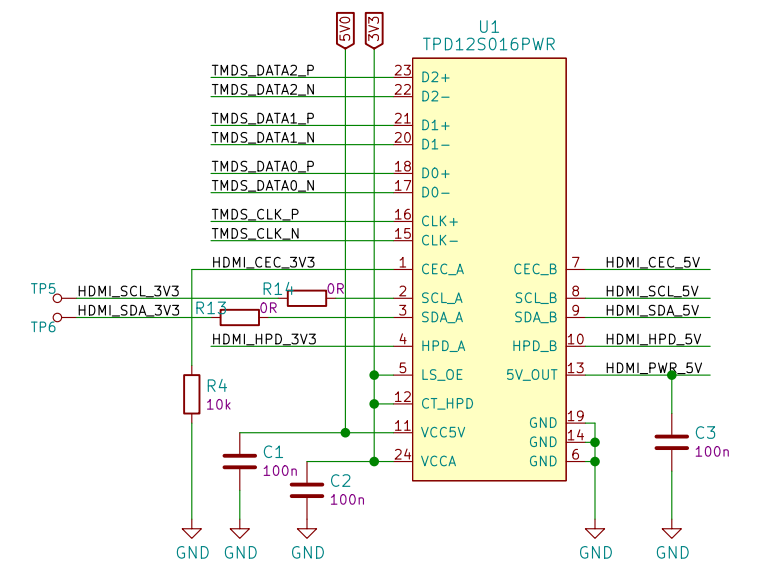 5V0
3V3
U1
TPD12S016PWR
TMDS_DATA2_P 23 D2+
TMDS_DATA2_N 22 D2-
TMDS_DATA1_P 21 D1+
TMDS_DATA1_N 20 D1-
TMDS_DATA0_P 18 D0+
TMDS_DATA0_N 17 D0-
TMDS_CLK_P 16 CLK+
TMDS_CLK_N 15 CLK-
HDMI_CEC_3V3 1 CEC_A CEC_B 7 HDMI_CEC_5V
TP5 HDMI_SCL_3V3 R14 0R 2 SCL_A SCL_B 8 HDMI_SCL_5V
TP6 HDMI_SDA_3V3 R13 0R 3 SDA_A SDA_B 9 HDMI_SDA_5V
HDMI_HPD_3V3 4 HPD_A HPD_B 10 HDMI_HPD_5V
5 LS_OE 5V_OUT 13 HDMI_PWR_5V
R4
10k
12 CT_HPD
GND 19
11 VCC5V
GND 14
C3
100n
24 VCCA
GND 6
C1
100n
C2
100n
GND GND GND GND GND